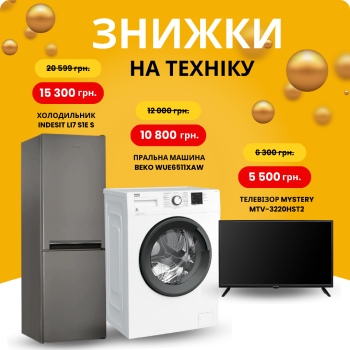 ЗНИЖКИ
НА ТЕХНІКУ
20 599 грн.
15 300 грн.
ХОЛОДИЛЬНИК
INDESIT LI7 S1E S
12 000 грн.
10 800 грн.
ПРАЛЬНА МАШИНА
BEKO WUE6511XAW
6 300 грн.
5 500 грн.
ТЕЛЕВІЗОР MYSTERY
MTV-3220HST2